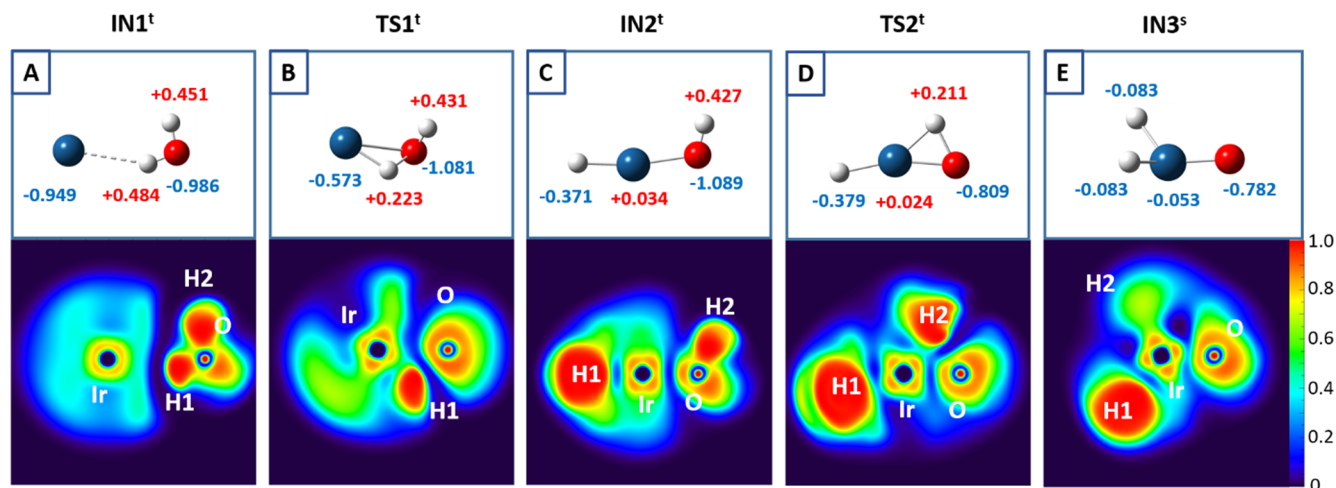 IN1ᵗ TS1ᵗ IN2ᵗ TS2ᵗ IN3ˢ
A
+0.451
-0.949 +0.484 -0.986
B
+0.431
-0.573 +0.223 -1.081
C
+0.427
-0.371 +0.034 -1.089
D
+0.211
-0.379 +0.024 -0.809
E
-0.083
-0.083 -0.053 -0.782
H2
O
Ir
H1
Ir
O
H1
H2
H1
Ir
O
H2
H1
Ir
O
H2
O
Ir
H1
1.0
0.8
0.6
0.4
0.2
0